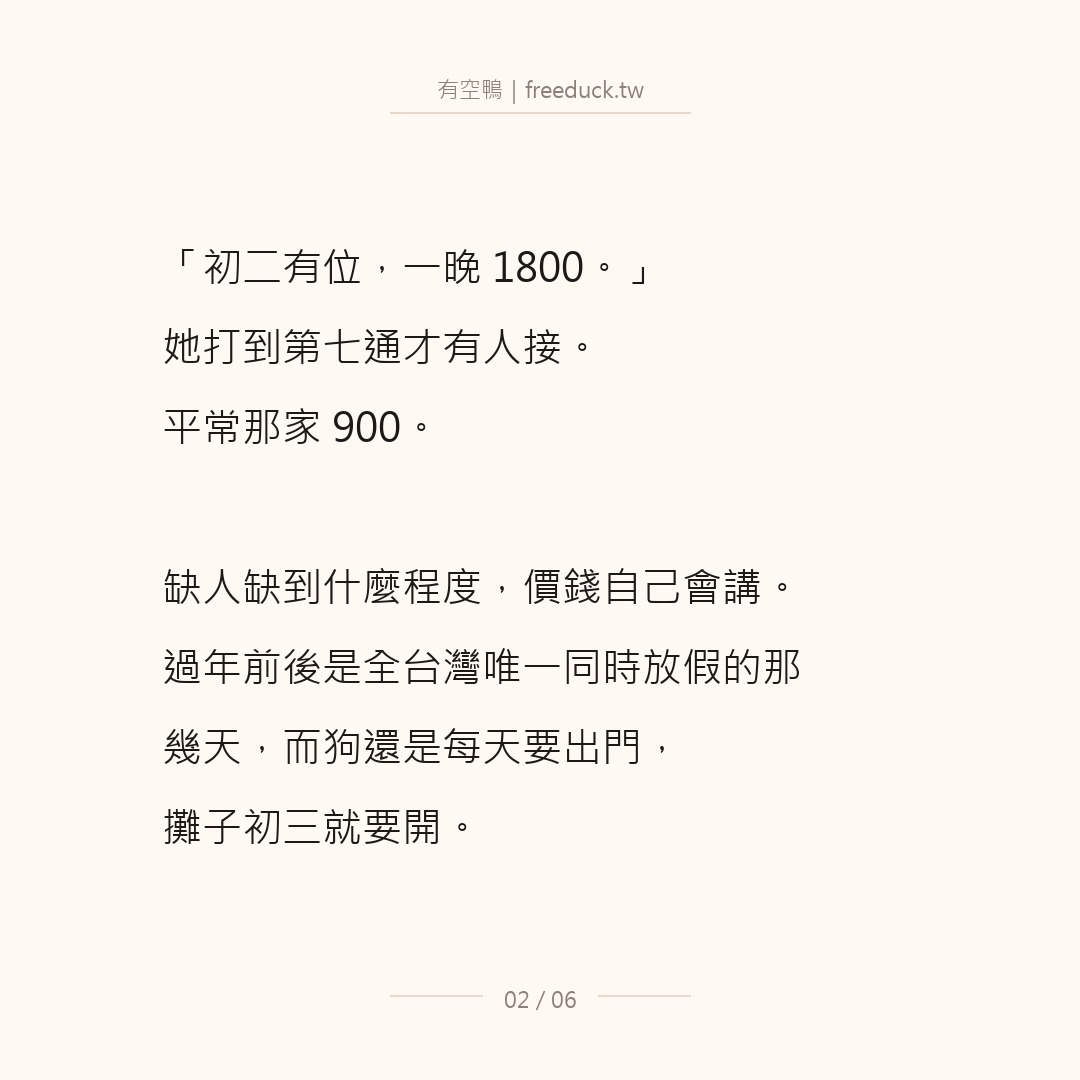 有空鴨｜freeduck.tw
「初二有位，一晚 1800。」
她打到第七通才有人接。
平常那家 900。
缺人缺到什麼程度，價錢自己會講。
過年前後是全台灣唯一同時放假的那
幾天，而狗還是每天要出門，
攤子初三就要開。
02 / 06